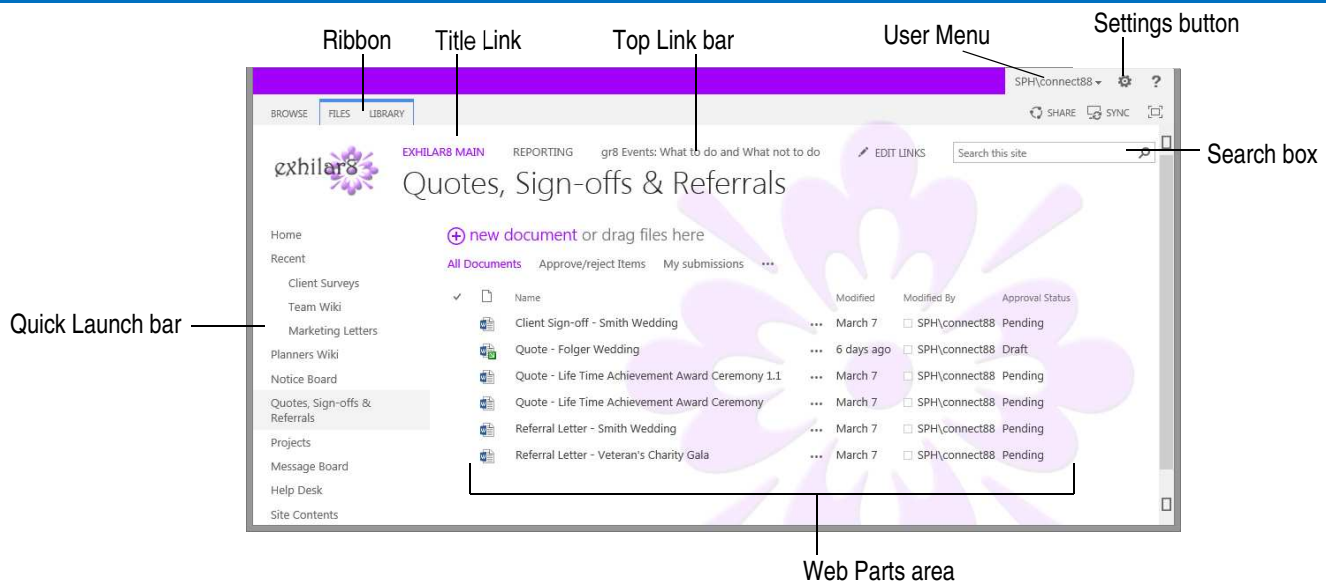 Ribbon Title Link Top Link bar User Menu Settings button
SPH\connect88 ?
BROWSE FILES LIBRARY SHARE SYNC
exhilar8
EXHILAR8 MAIN REPORTING gr8 Events: What to do and What not to do EDIT LINKS Search this site
Search box
Quotes, Sign-offs & Referrals
Home
Recent
Client Surveys
Team Wiki
Marketing Letters
Planners Wiki
Notice Board
Quotes, Sign-offs &
Referrals
Projects
Message Board
Help Desk
Site Contents
Quick Launch bar
new document or drag files here
All Documents Approve/reject Items My submissions ...
Name Modified Modified By Approval Status
Client Sign-off - Smith Wedding ... March 7 SPH\connect88 Pending
Quote - Folger Wedding ... 6 days ago SPH\connect88 Draft
Quote - Life Time Achievement Award Ceremony 1.1 ... March 7 SPH\connect88 Pending
Quote - Life Time Achievement Award Ceremony ... March 7 SPH\connect88 Pending
Referral Letter - Smith Wedding ... March 7 SPH\connect88 Pending
Referral Letter - Veteran's Charity Gala ... March 7 SPH\connect88 Pending
Web Parts area